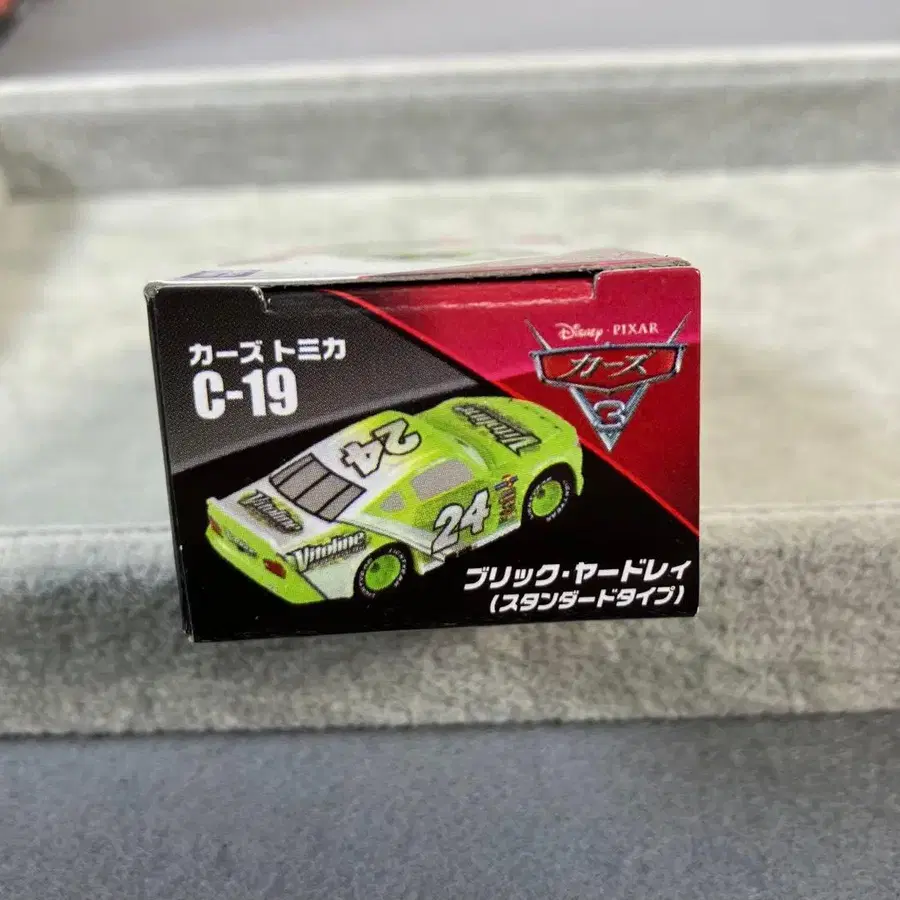 カーズ トミカ
C-19
Disney · PIXAR
カーズ
3
24
Vitoline
24
Vitoline
Vitoline
ブリック・ヤードレイ
(スタンダードタイプ)